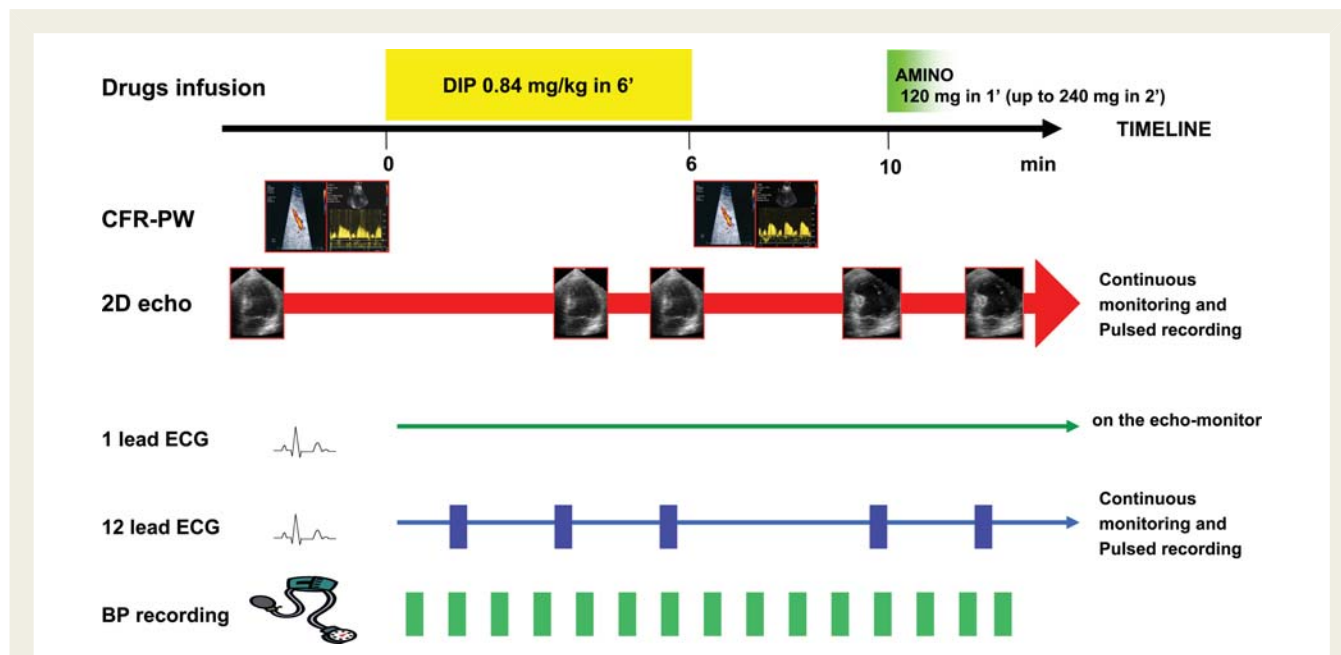 Drugs infusion
DIP 0.84 mg/kg in 6’
AMINO
120 mg in 1’ (up to 240 mg in 2’)
TIMELINE
0
6
10
min
CFR-PW
2D echo
Continuous
monitoring and
Pulsed recording
1 lead ECG
on the echo-monitor
12 lead ECG
Continuous
monitoring and
Pulsed recording
BP recording